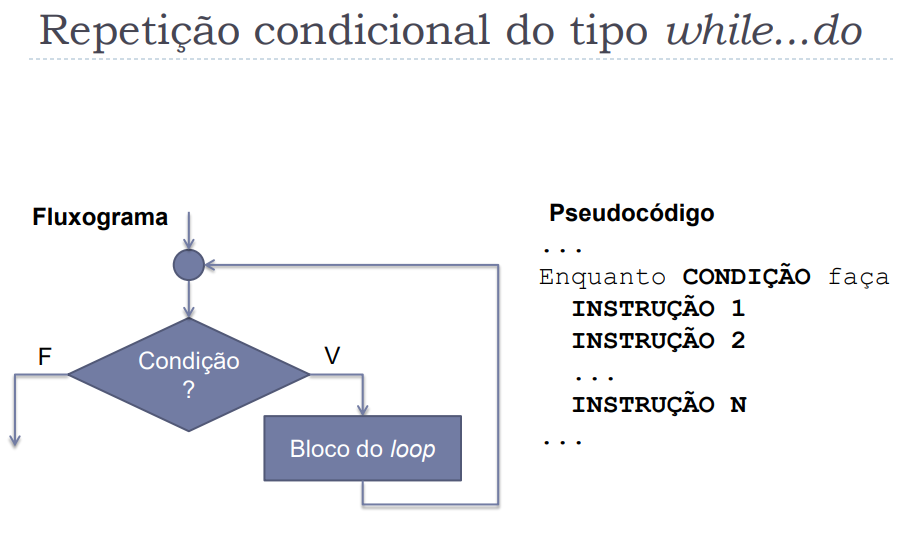 Repetição condicional do tipo while...do
Fluxograma
Condição
?
F
V
Bloco do loop
Pseudocódigo
...
Enquanto CONDIÇÃO faça
INSTRUÇÃO 1
INSTRUÇÃO 2
...
INSTRUÇÃO N
...